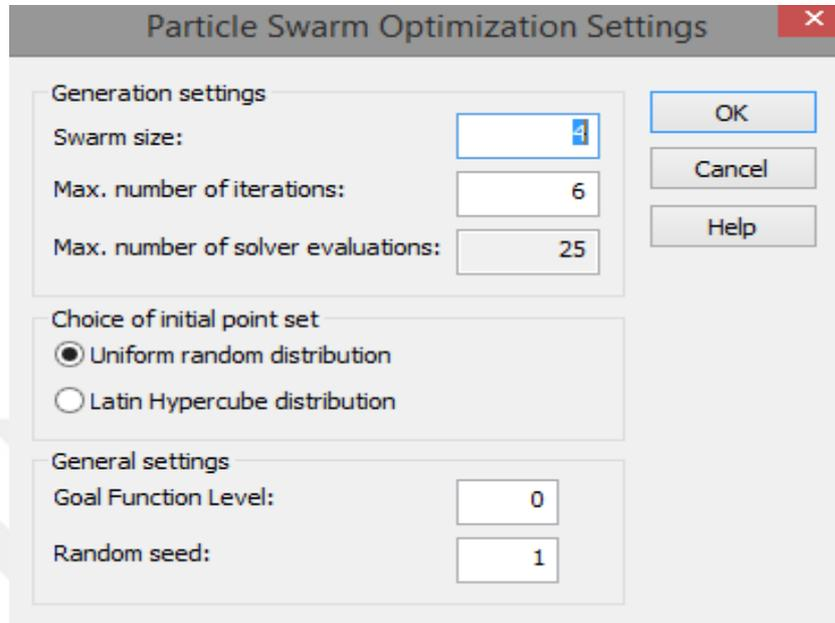 Particle Swarm Optimization Settings
Generation settings
Swarm size: 4
OK
Max. number of iterations: 6
Cancel
Max. number of solver evaluations: 25
Help
Choice of initial point set
Uniform random distribution
Latin Hypercube distribution
General settings
Goal Function Level: 0
Random seed: 1